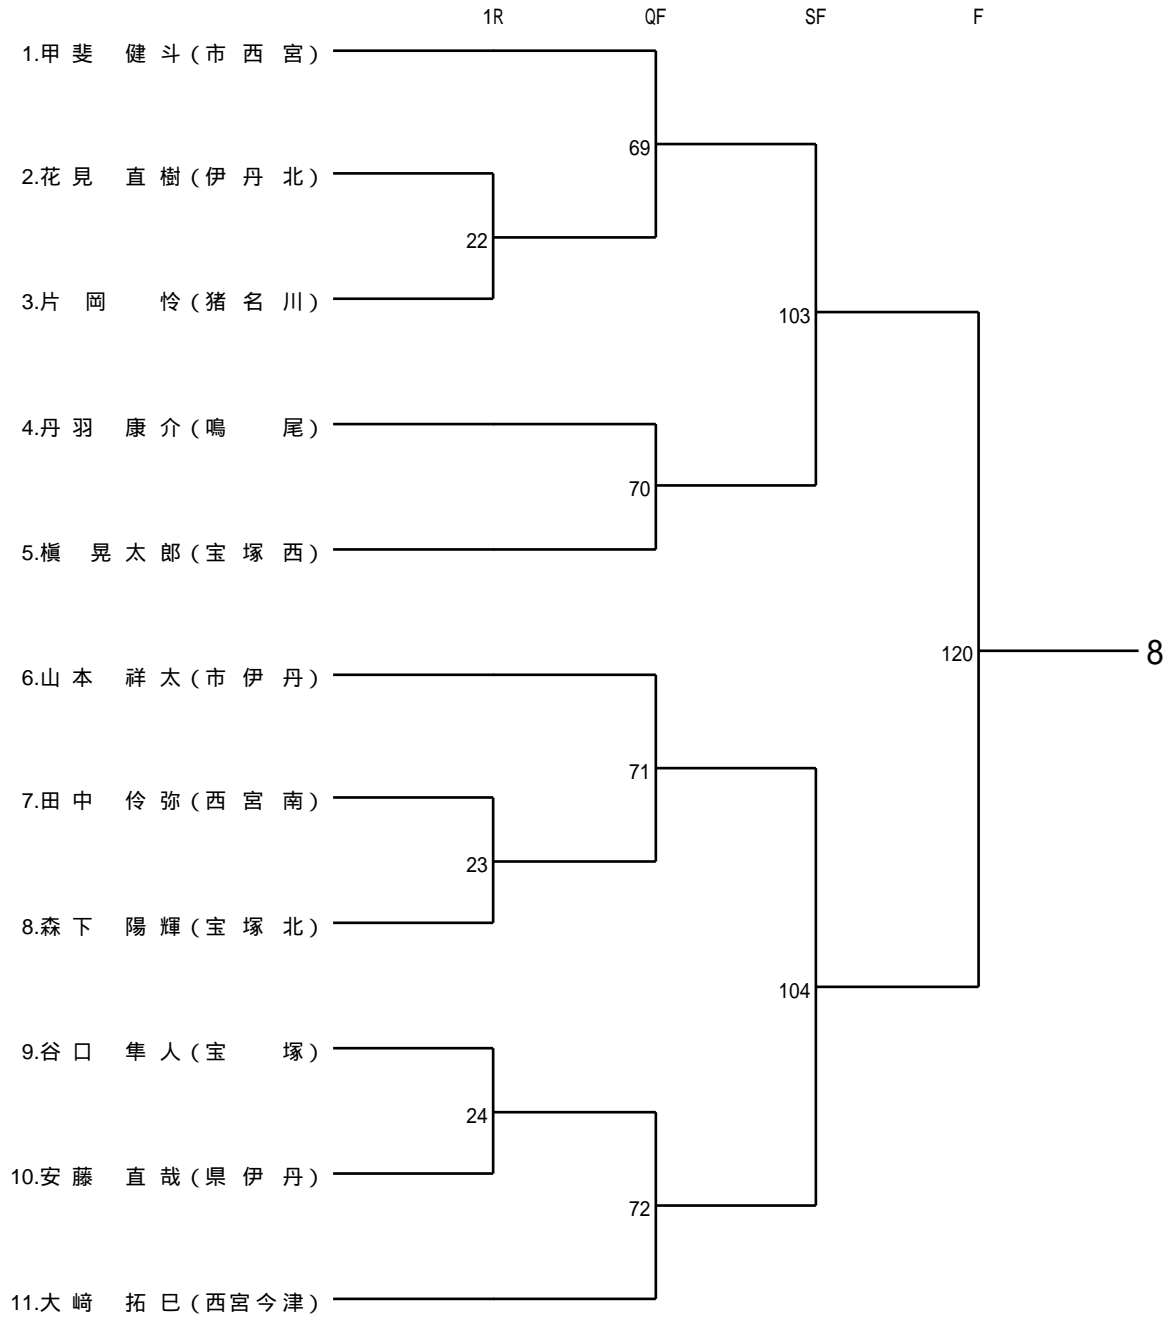 1R QF SF F
1.甲斐 健斗(市西宮)
69
2.花見 直樹(伊丹北)
22
3.片岡 怜(猪名川)
103
4.丹羽 康介(鳴尾)
70
5.槇 晃太郎(宝塚西)
120 8
6.山本 祥太(市伊丹)
71
7.田中 伶弥(西宮南)
23
8.森下 陽輝(宝塚北)
104
9.谷口 隼人(宝塚)
24
10.安藤 直哉(県伊丹)
72
11.大﨑 拓巳(西宮今津)